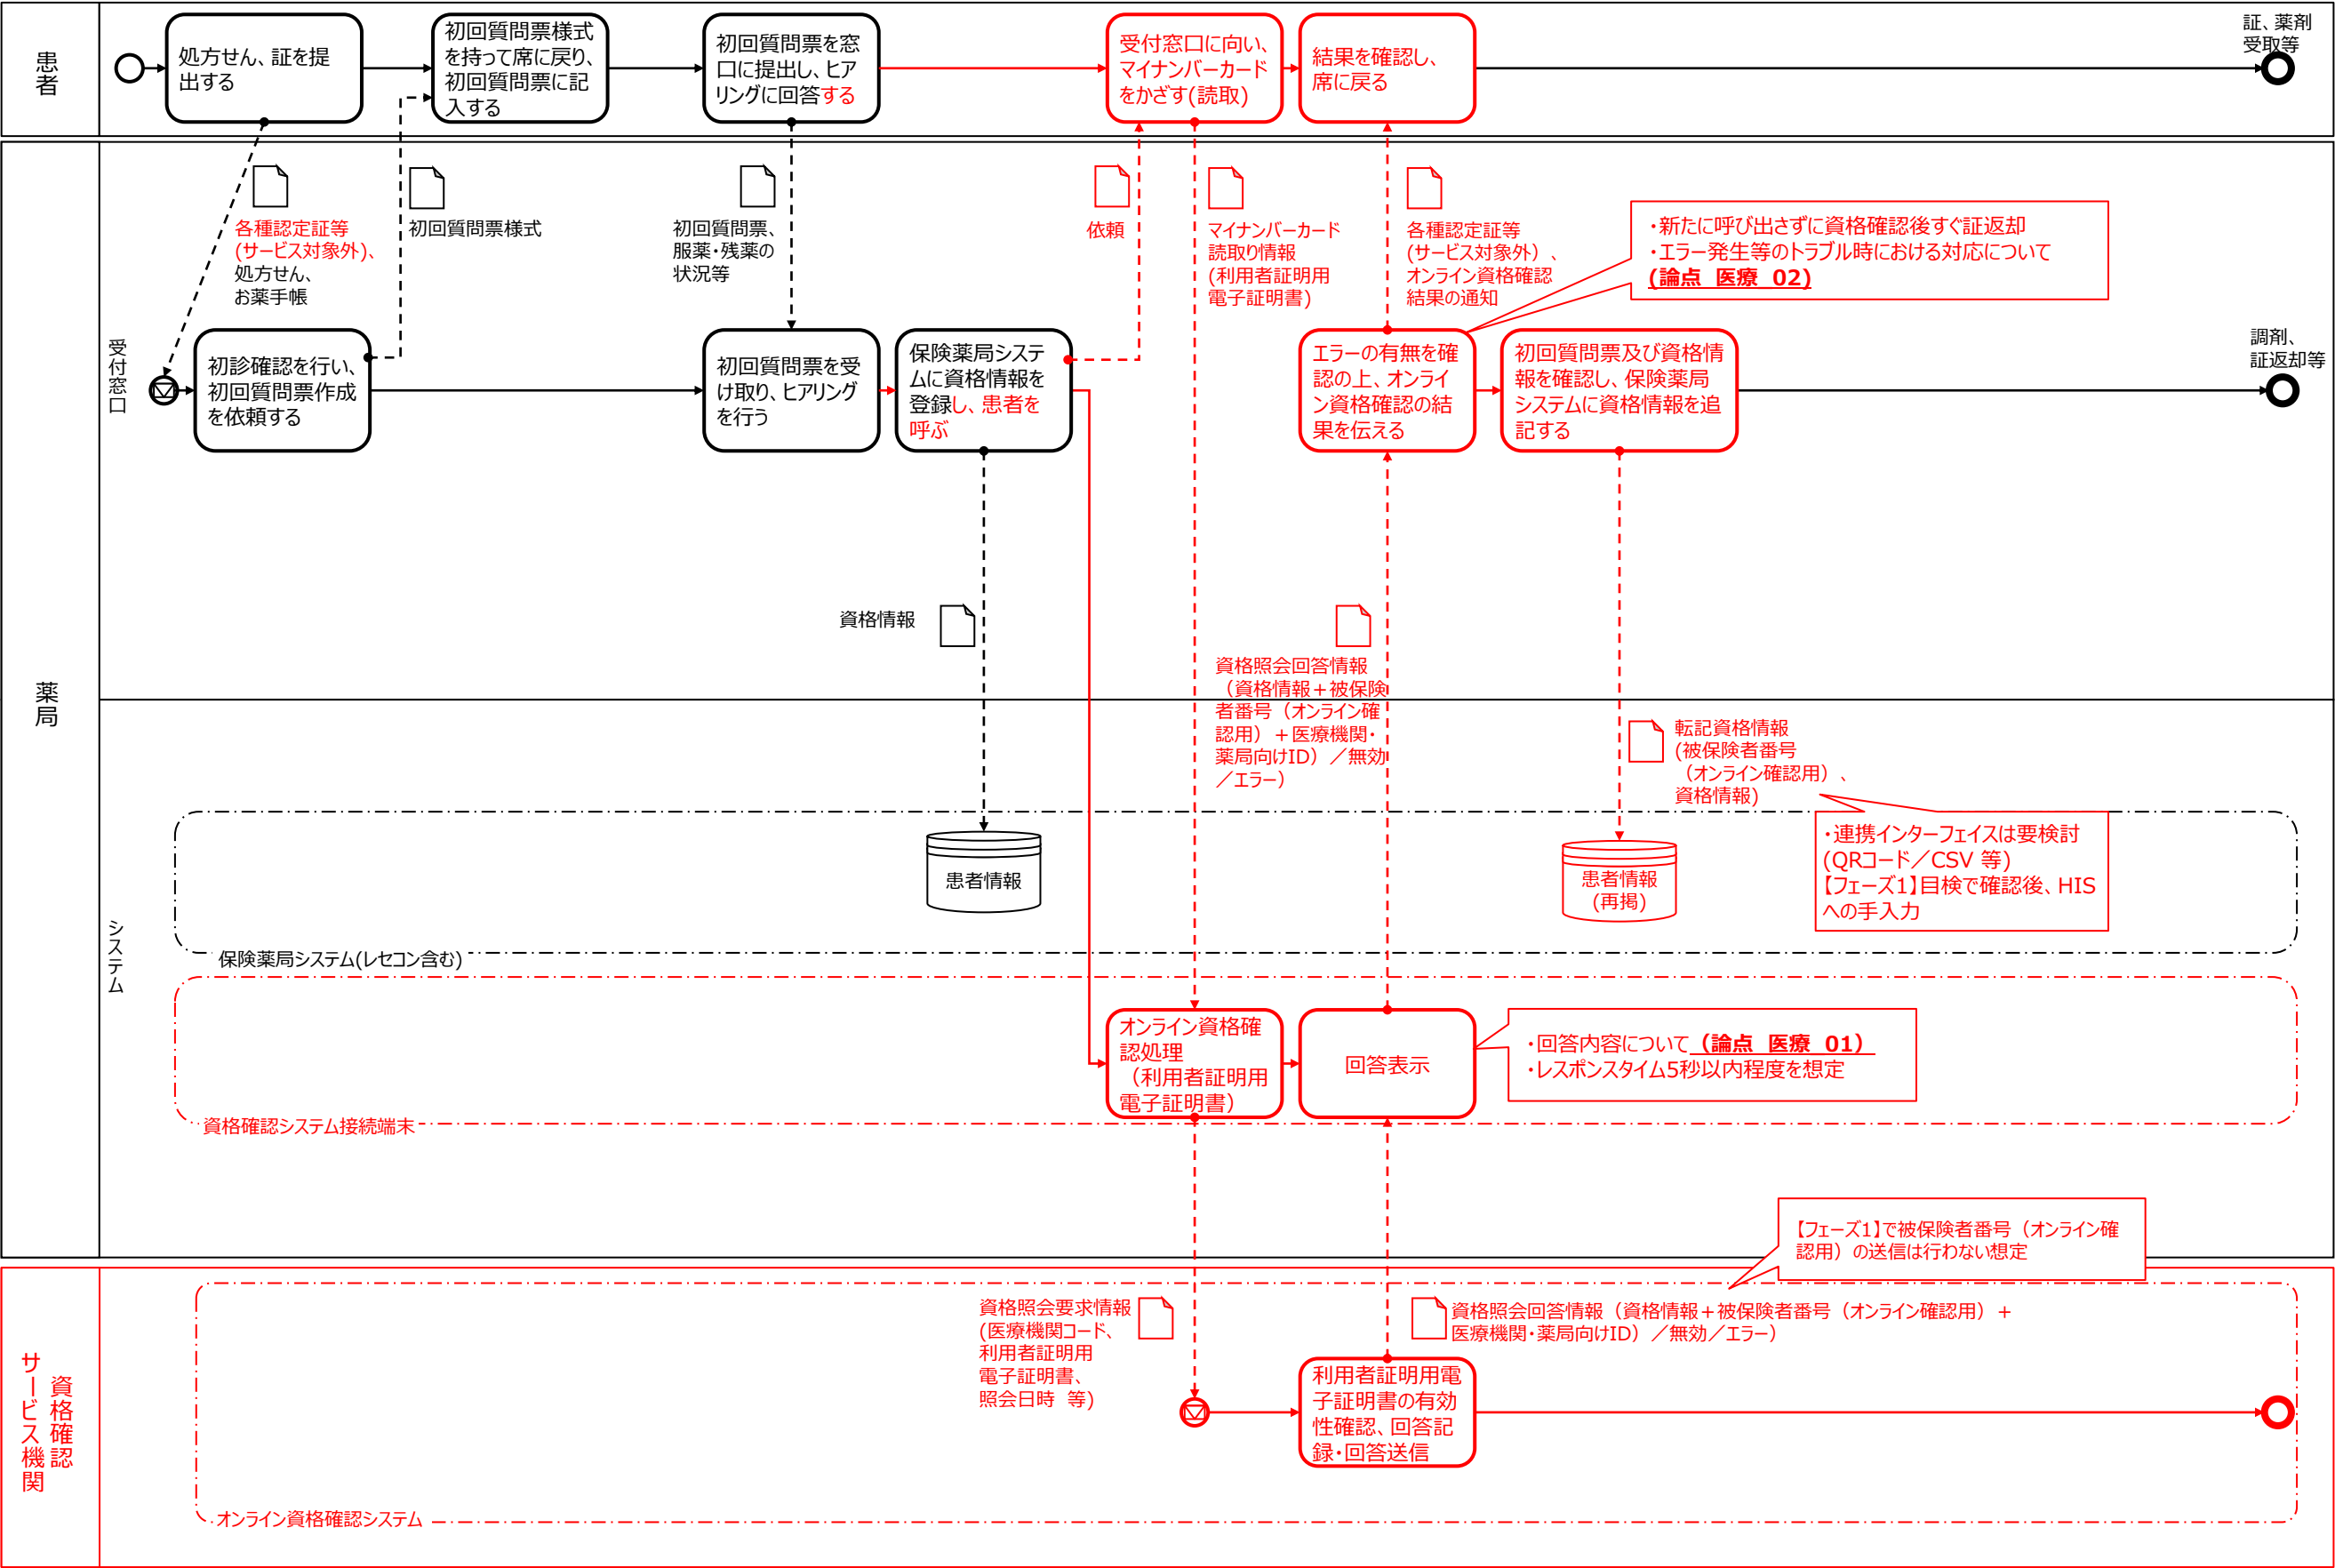 患者
処方せん、証を提
出する
初回質問票様式
を持って席に戻り、
初回質問票に記
入する
初回質問票を窓
口に提出し、ヒア
リングに回答する
受付窓口に向い、
マイナンバーカード
をかざす(読取)
結果を確認し、
席に戻る
証、薬剤
受取等
薬局
受付窓口
各種認定証等
(サービス対象外)、
処方せん、
お薬手帳
初回質問票様式
初回質問票、
服薬・残薬の
状況等
依頼
マイナンバーカード
読取り情報
(利用者証明用
電子証明書)
各種認定証等
(サービス対象外）、
オンライン資格確認
結果の通知
・新たに呼び出さずに資格確認後すぐ証返却
・エラー発生等のトラブル時における対応について
(論点　医療　02)
初診確認を行い、
初回質問票作成
を依頼する
初回質問票を受
け取り、ヒアリング
を行う
保険薬局システ
ムに資格情報を
登録し、患者を
呼ぶ
エラーの有無を確
認の上、オンライ
ン資格確認の結
果を伝える
初回質問票及び資格情
報を確認し、保険薬局
システムに資格情報を追
記する
調剤、
証返却等
資格情報
資格照会回答情報
（資格情報＋被保険
者番号（オンライン確
認用）＋医療機関・
薬局向けID）／無効
／エラー）
システム
転記資格情報
(被保険者番号
（オンライン確認用）、
資格情報)
・連携インターフェイスは要検討
(QRコード／CSV 等)
【フェーズ1】目検で確認後、HIS
への手入力
患者情報
患者情報
(再掲)
保険薬局システム(レセコン含む)
オンライン資格確
認処理
（利用者証明用
電子証明書）
回答表示
・回答内容について（論点　医療　01）
・レスポンスタイム5秒以内程度を想定
資格確認システム接続端末
【フェーズ1】で被保険者番号（オンライン確
認用）の送信は行わない想定
資格確認
サービス機関
資格照会要求情報
(医療機関コード、
利用者証明用
電子証明書、
照会日時　等)
資格照会回答情報（資格情報＋被保険者番号（オンライン確認用）＋
医療機関・薬局向けID）／無効／エラー）
利用者証明用電
子証明書の有効
性確認、回答記
録・回答送信
オンライン資格確認システム